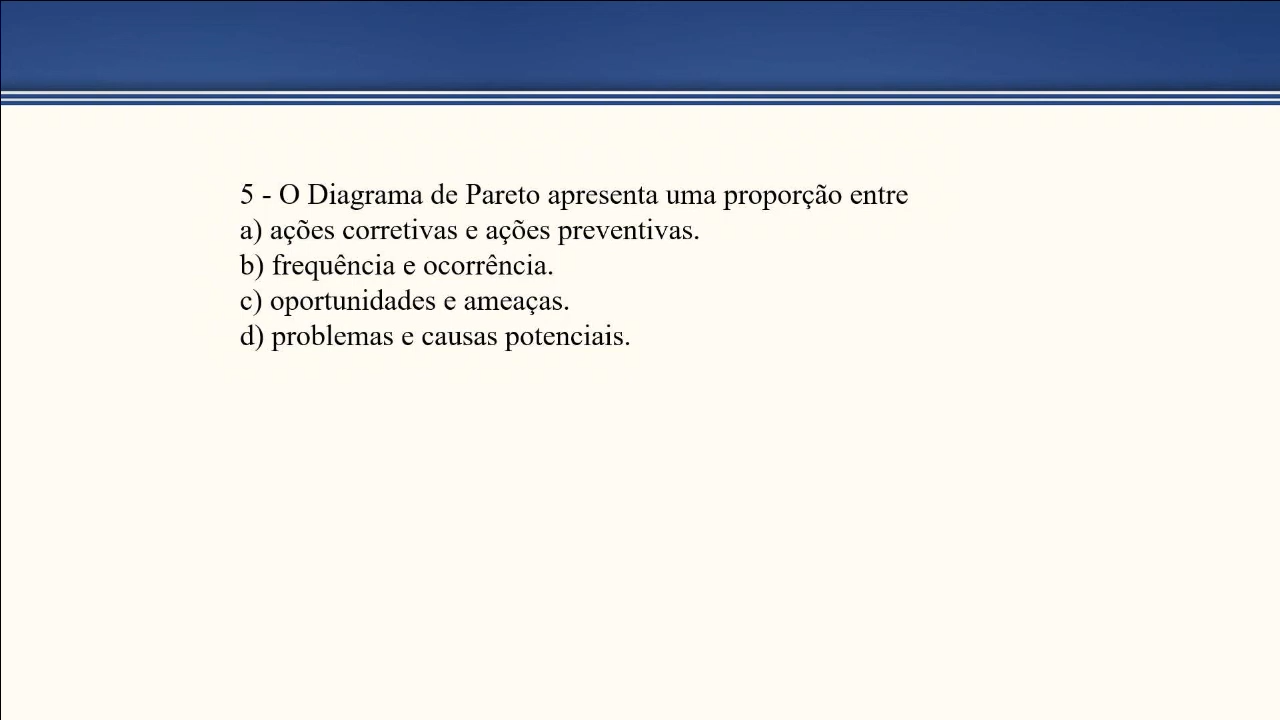 5 - O Diagrama de Pareto apresenta uma proporção entre
a) ações corretivas e ações preventivas.
b) frequência e ocorrência.
c) oportunidades e ameaças.
d) problemas e causas potenciais.